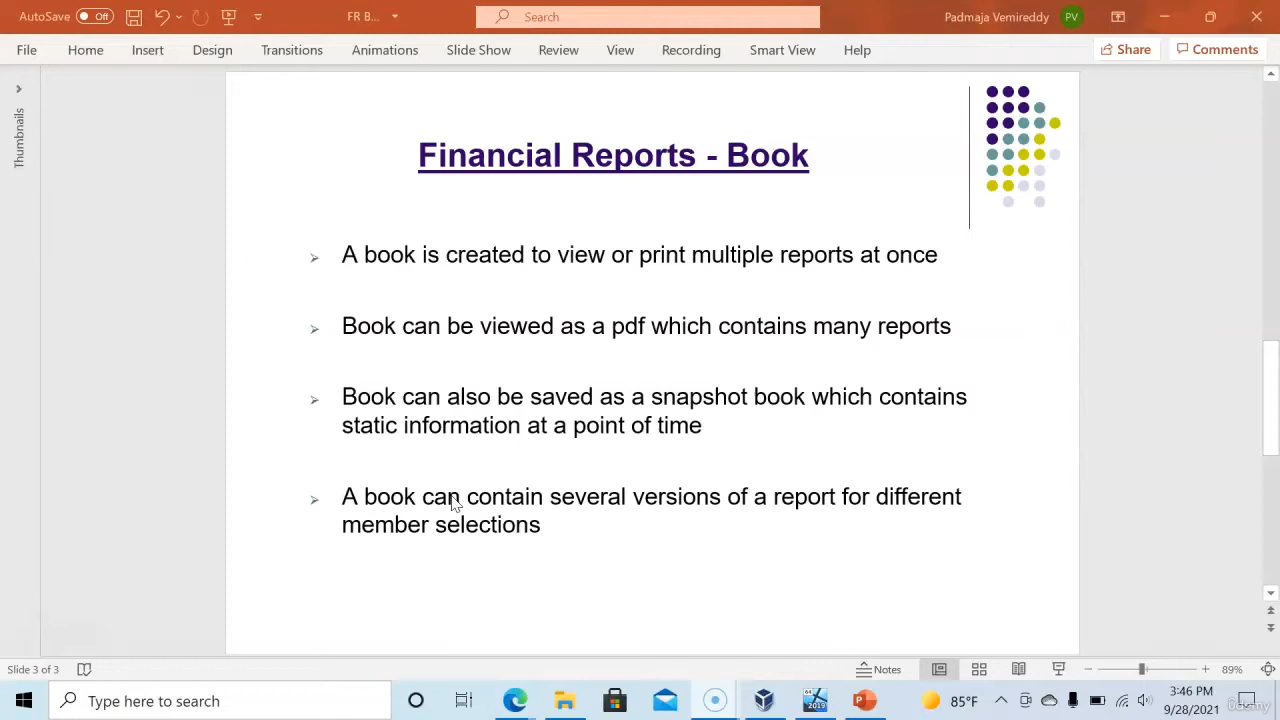 AutoSave Off FR B... Search Padmaja Vemireddy PV
File Home Insert Design Transitions Animations Slide Show Review View Recording Smart View Help Share Comments
Thumbnails
Financial Reports - Book
A book is created to view or print multiple reports at once
Book can be viewed as a pdf which contains many reports
Book can also be saved as a snapshot book which contains
static information at a point of time
A book can contain several versions of a report for different
member selections
Slide 3 of 3 Notes 89%
Type here to search 64 2019 85°F 3:46 PM
9/28/2021
Udemy